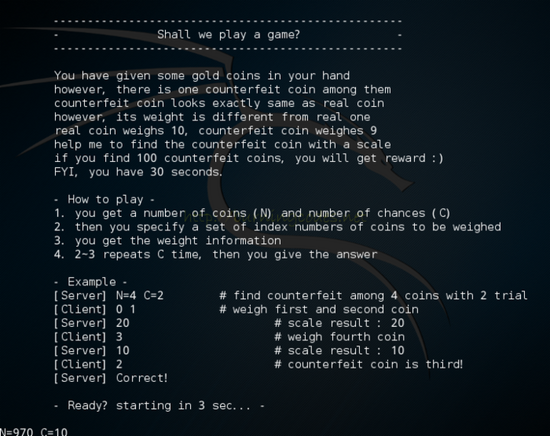 ---------------------------------------------------
-              Shall we play a game?              -
---------------------------------------------------
You have given some gold coins in your hand
however, there is one counterfeit coin among them
counterfeit coin looks exactly same as real coin
however, its weight is different from real one
real coin weighs 10, counterfeit coin weighes 9
help me to find the counterfeit coin with a scale
if you find 100 counterfeit coins, you will get reward :)
FYI, you have 30 seconds.
- How to play -
1. you get a number of coins (N) and number of chances (C)
2. then you specify a set of index numbers of coins to be weighed
3. you get the weight information
4. 2~3 repeats C time, then you give the answer
- Example -
[Server] N=4 C=2 # find counterfeit among 4 coins with 2 trial
[Client] 0 1 # weigh first and second coin
[Server] 20 # scale result : 20
[Client] 3 # weigh fourth coin
[Server] 10 # scale result : 10
[Client] 2 # counterfeit coin is third!
[Server] Correct!
- Ready? starting in 3 sec... -
N=970 C=10